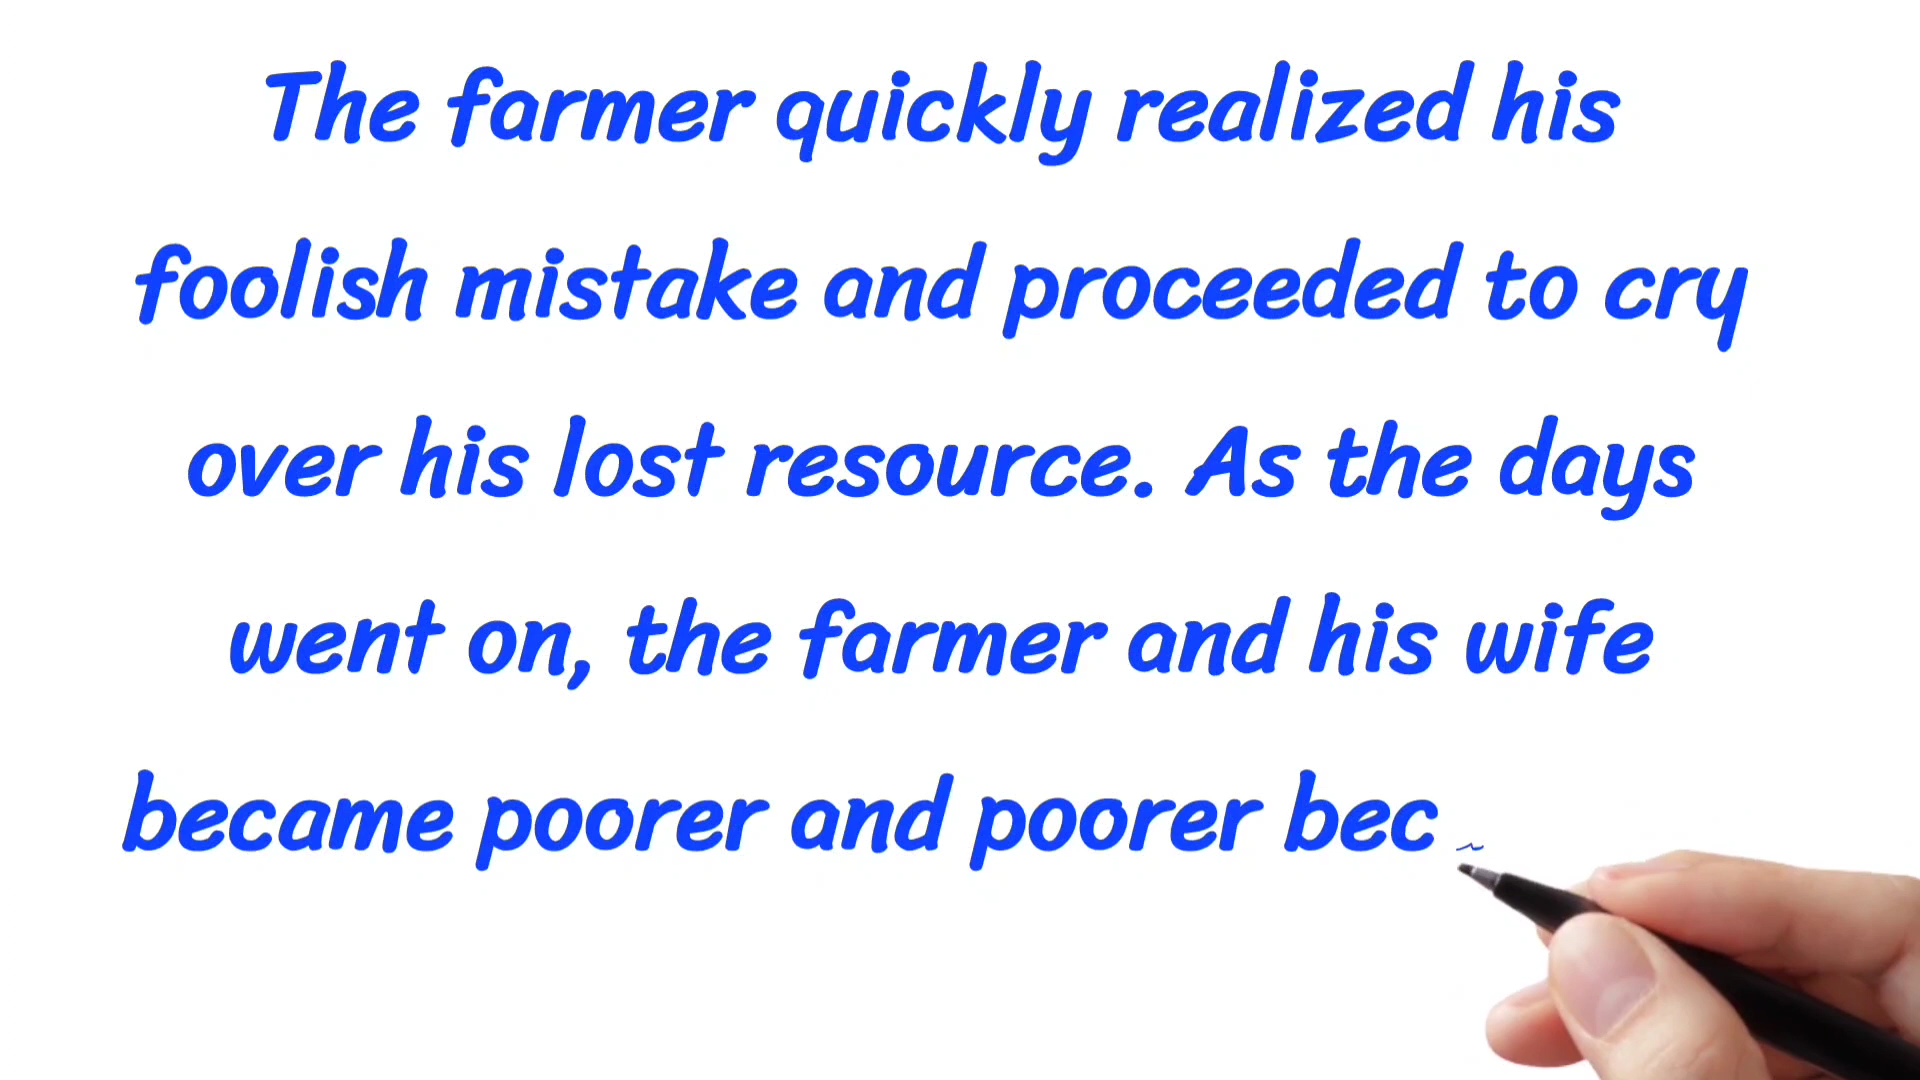 The farmer quickly realized his
foolish mistake and proceeded to cry
over his lost resource. As the days
went on, the farmer and his wife
became poorer and poorer bec